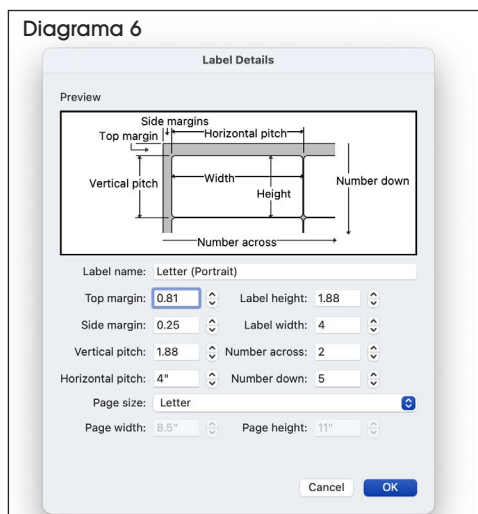 Diagrama 6
Label Details
Preview
Side margins
Top margin
Horizontal pitch
Vertical pitch
Width
Height
Number down
Number across
Label name: Letter (Portrait)
Top margin: 0.81 Label height: 1.88
Side margin: 0.25 Label width: 4
Vertical pitch: 1.88 Number across: 2
Horizontal pitch: 4" Number down: 5
Page size: Letter
Page width: 8.5" Page height: 11"
Cancel OK